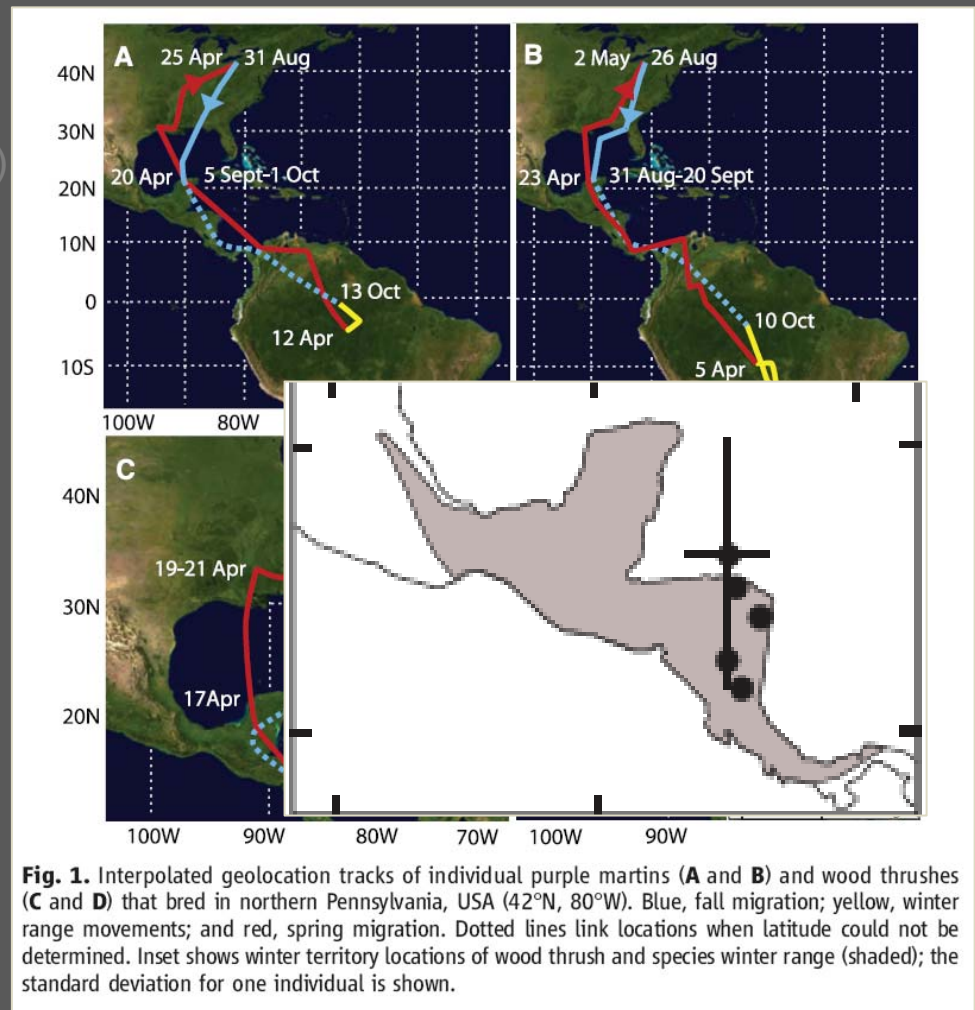 A
25 Apr 31 Aug
40N
30N
20 Apr 5 Sept-1 Oct
20N
10N
13 Oct
0
12 Apr
10S
100W 80W
B
2 May 26 Aug
23 Apr 31 Aug-20 Sept
10 Oct
5 Apr
C
40N
19-21 Apr
30N
17Apr
20N
100W 90W 80W 70W 100W 90W
Fig. 1. Interpolated geolocation tracks of individual purple martins (A and B) and wood thrushes
(C and D) that bred in northern Pennsylvania, USA (42°N, 80°W). Blue, fall migration; yellow, winter
range movements; and red, spring migration. Dotted lines link locations when latitude could not be
determined. Inset shows winter territory locations of wood thrush and species winter range (shaded); the
standard deviation for one individual is shown.